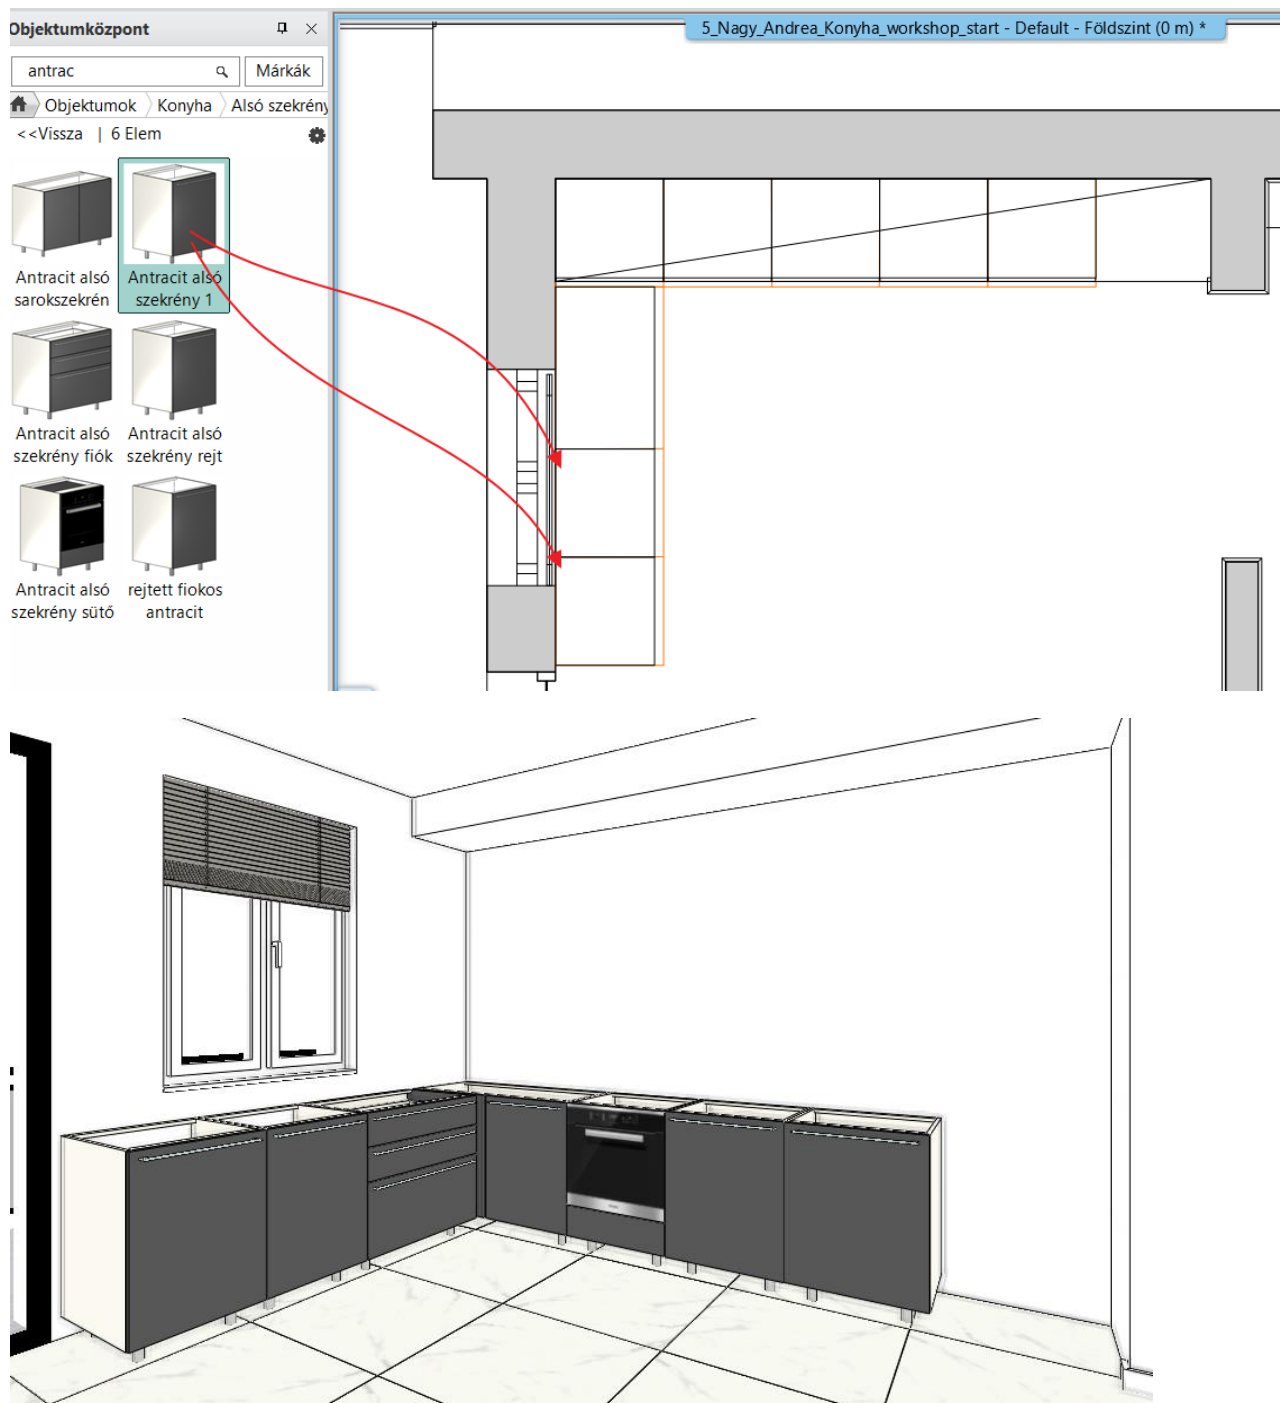 Objektumközpont
5_Nagy_Andrea_Konyha_workshop_start - Default - Földszint (0 m) *
antrac
Márkák
Objektumok
Konyha
Alsó szekrény
<<Vissza | 6 Elem
Antracit alsó
sarokszekrén
Antracit alsó
szekrény 1
Antracit alsó
szekrény fiók
Antracit alsó
szekrény rejt
Antracit alsó
szekrény sütő
rejtett fiokos
antracit